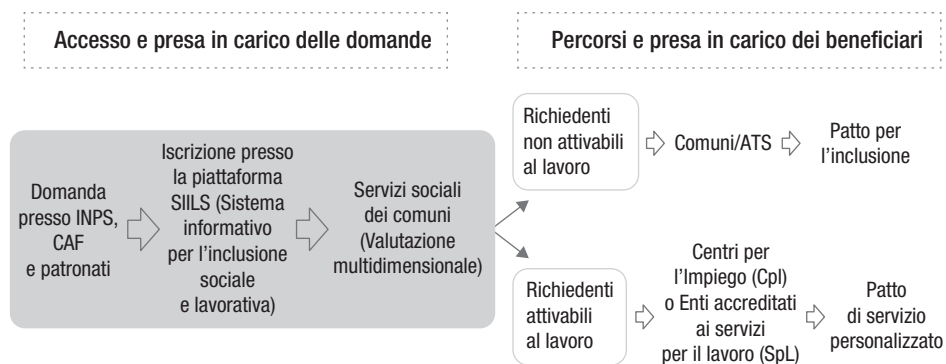 Accesso e presa in carico delle domande
Percorsi e presa in carico dei beneficiari
Domanda
presso INPS,
CAF
e patronati
Iscrizione presso
la piattaforma
SIILS (Sistema
informativo
per l'inclusione
sociale
e lavorativa)
Servizi sociali
dei comuni
(Valutazione
multidimensionale)
Richiedenti
non attivabili
al lavoro
Comuni/ATS
Patto per
l'inclusione
Richiedenti
attivabili
al lavoro
Centri per
l'Impiego (CpI)
o Enti accreditati
ai servizi
per il lavoro (SpL)
Patto
di servizio
personalizzato